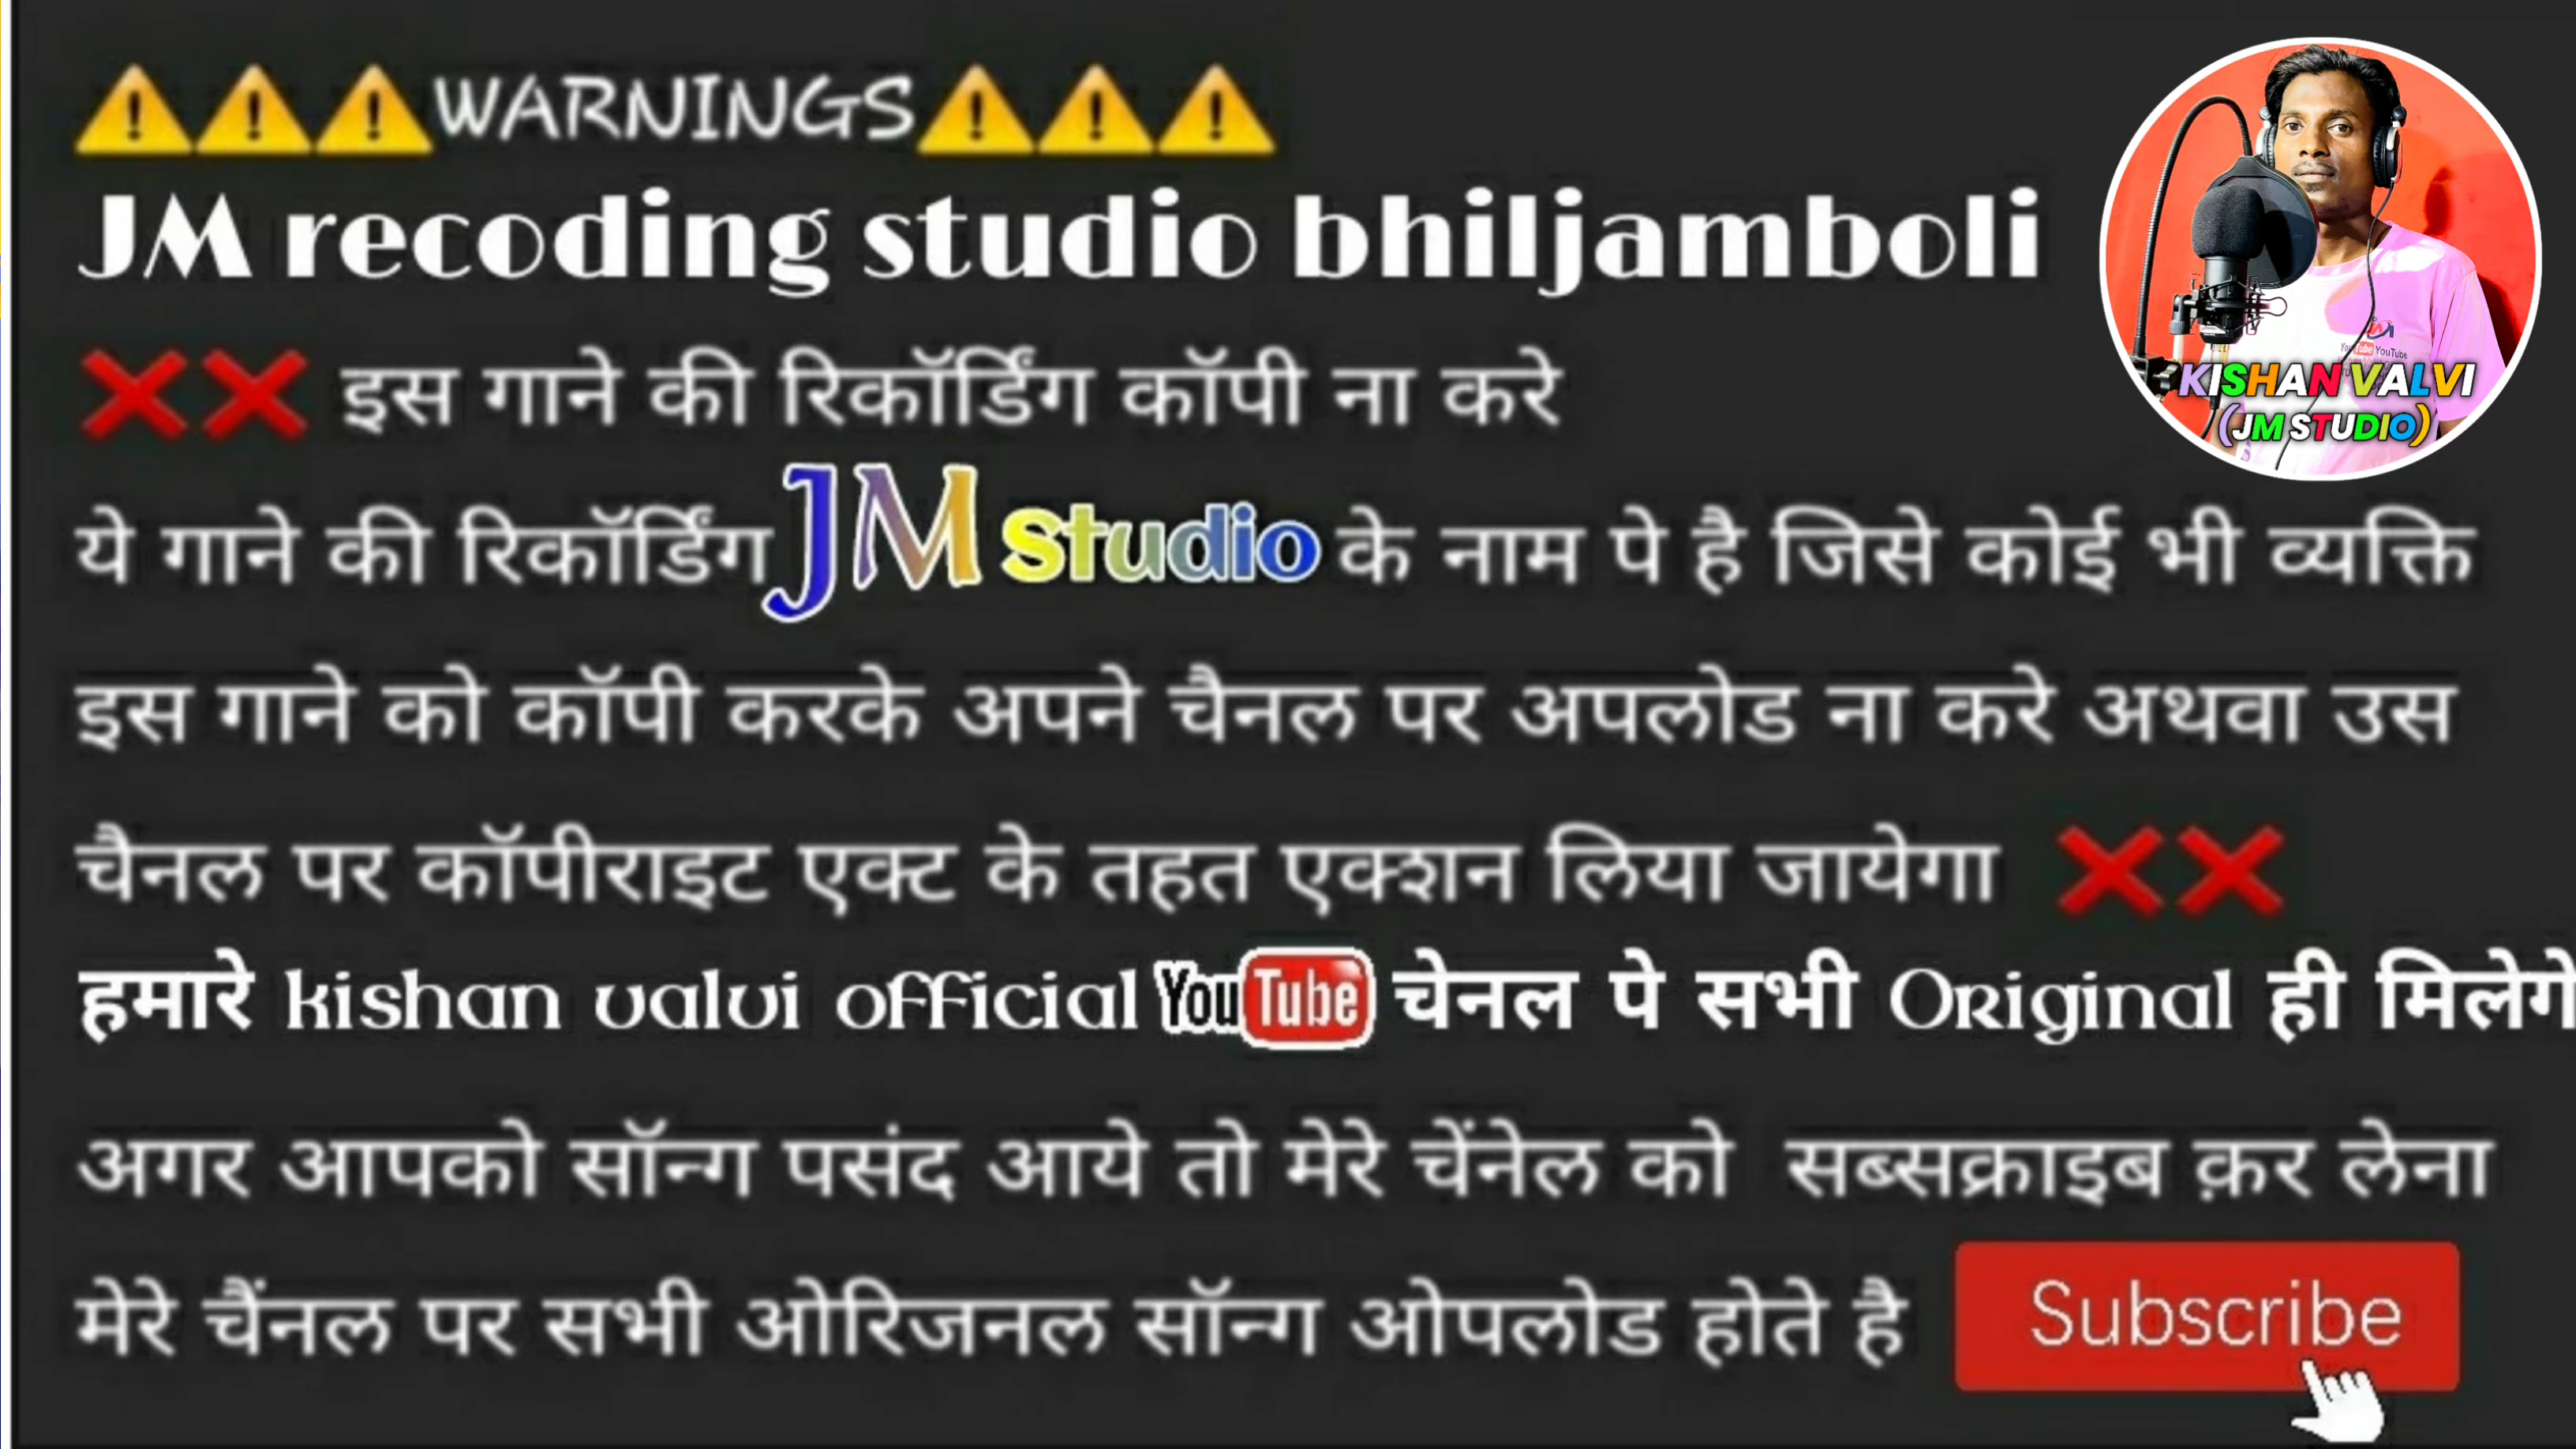 ⚠️⚠️⚠️WARNINGS⚠️⚠️⚠️
JM recoding studio bhiljamboli
❌❌ इस गाने की रिकॉर्डिंग कॉपी ना करे
ये गाने की रिकॉर्डिंग JM Studio के नाम पे है जिसे कोई भी व्यक्ति
इस गाने को कॉपी करके अपने चैनल पर अपलोड ना करे अथवा उस
चैनल पर कॉपीराइट एक्ट के तहत एक्शन लिया जायेगा ❌❌
हमारे kishan valvi official YouTube चेनल पे सभी Original ही मिलेगे
अगर आपको सॉन्ग पसंद आये तो मेरे चेंनेल को सब्सक्राइब क़र लेना
मेरे चैंनल पर सभी ओरिजनल सॉन्ग ओपलोड होते है
Subscribe
YouTube YouTube
KISHAN VALVI
(JM STUDIO)